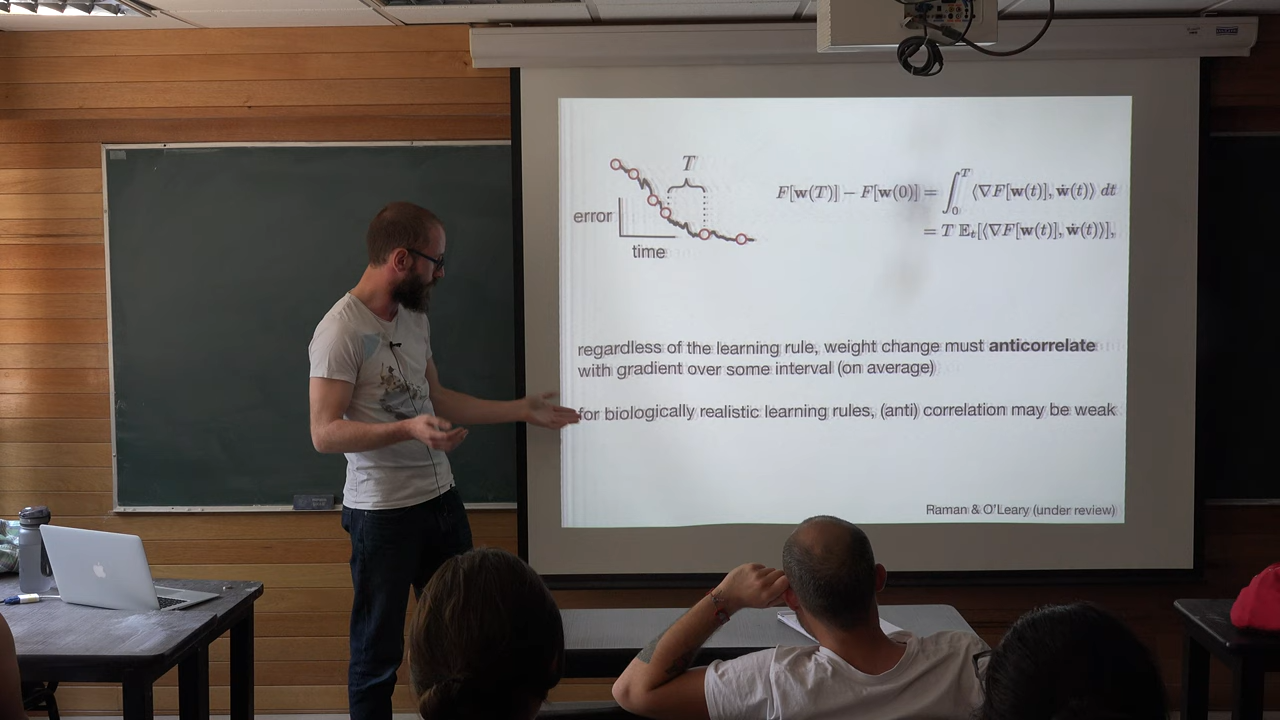 T
error
time
F[w(T)] − F[w(0)] = ∫₀ᵀ ⟨∇F[w(t)], ẇ(t)⟩ dt
= T 𝔼ₜ[⟨∇F[w(t)], ẇ(t)⟩],
regardless of the learning rule, weight change must anticorrelate
with gradient over some interval (on average)
for biologically realistic learning rules, (anti) correlation may be weak
Raman & O'Leary (under review)